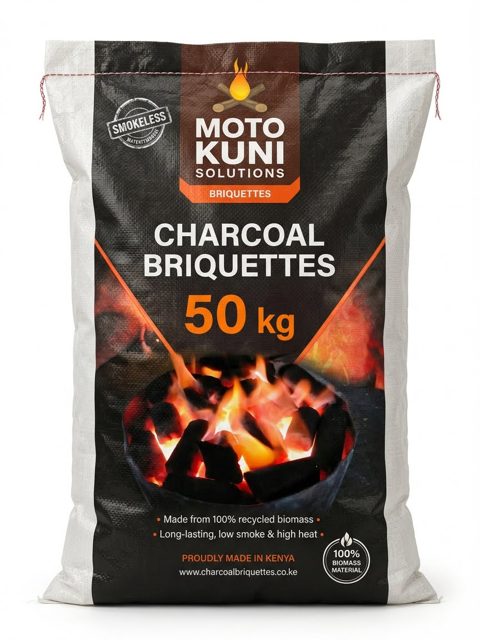 SMOKELESS
MOTO
KUNI
SOLUTIONS
BRIQUETTES
CHARCOAL
BRIQUETTES
50 kg
• Made from 100% recycled biomass •
• Long-lasting, low smoke & high heat •
PROUDLY MADE IN KENYA
www.charcoalbriquettes.co.ke
100%
BIOMASS
MATERIAL